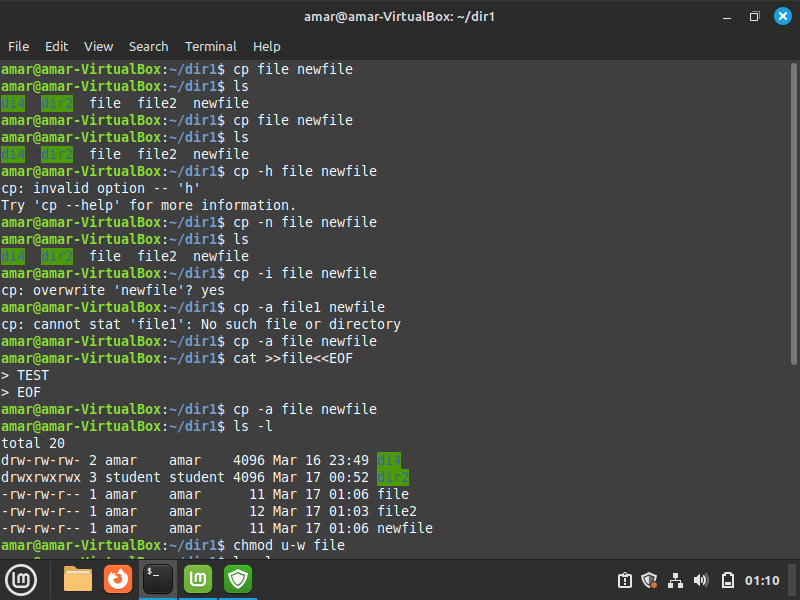 amar@amar-VirtualBox: ~/dir1
File Edit View Search Terminal Help
amar@amar-VirtualBox:~/dir1$ cp file newfile
amar@amar-VirtualBox:~/dir1$ ls
di4  dir2  file  file2  newfile
amar@amar-VirtualBox:~/dir1$ cp file newfile
amar@amar-VirtualBox:~/dir1$ ls
di4  dir2  file  file2  newfile
amar@amar-VirtualBox:~/dir1$ cp -h file newfile
cp: invalid option -- 'h'
Try 'cp --help' for more information.
amar@amar-VirtualBox:~/dir1$ cp -n file newfile
amar@amar-VirtualBox:~/dir1$ ls
di4  dir2  file  file2  newfile
amar@amar-VirtualBox:~/dir1$ cp -i file newfile
cp: overwrite 'newfile'? yes
amar@amar-VirtualBox:~/dir1$ cp -a file1 newfile
cp: cannot stat 'file1': No such file or directory
amar@amar-VirtualBox:~/dir1$ cp -a file newfile
amar@amar-VirtualBox:~/dir1$ cat >>file<<EOF
> TEST
> EOF
amar@amar-VirtualBox:~/dir1$ cp -a file newfile
amar@amar-VirtualBox:~/dir1$ ls -l
total 20
drw-rw-rw- 2 amar    amar    4096 Mar 16 23:49 di4
drwxrwxrwx 3 student student 4096 Mar 17 00:52 dir2
-rw-rw-r-- 1 amar    amar      11 Mar 17 01:06 file
-rw-rw-r-- 1 amar    amar      12 Mar 17 01:03 file2
-rw-rw-r-- 1 amar    amar      11 Mar 17 01:06 newfile
amar@amar-VirtualBox:~/dir1$ chmod u-w file
01:10